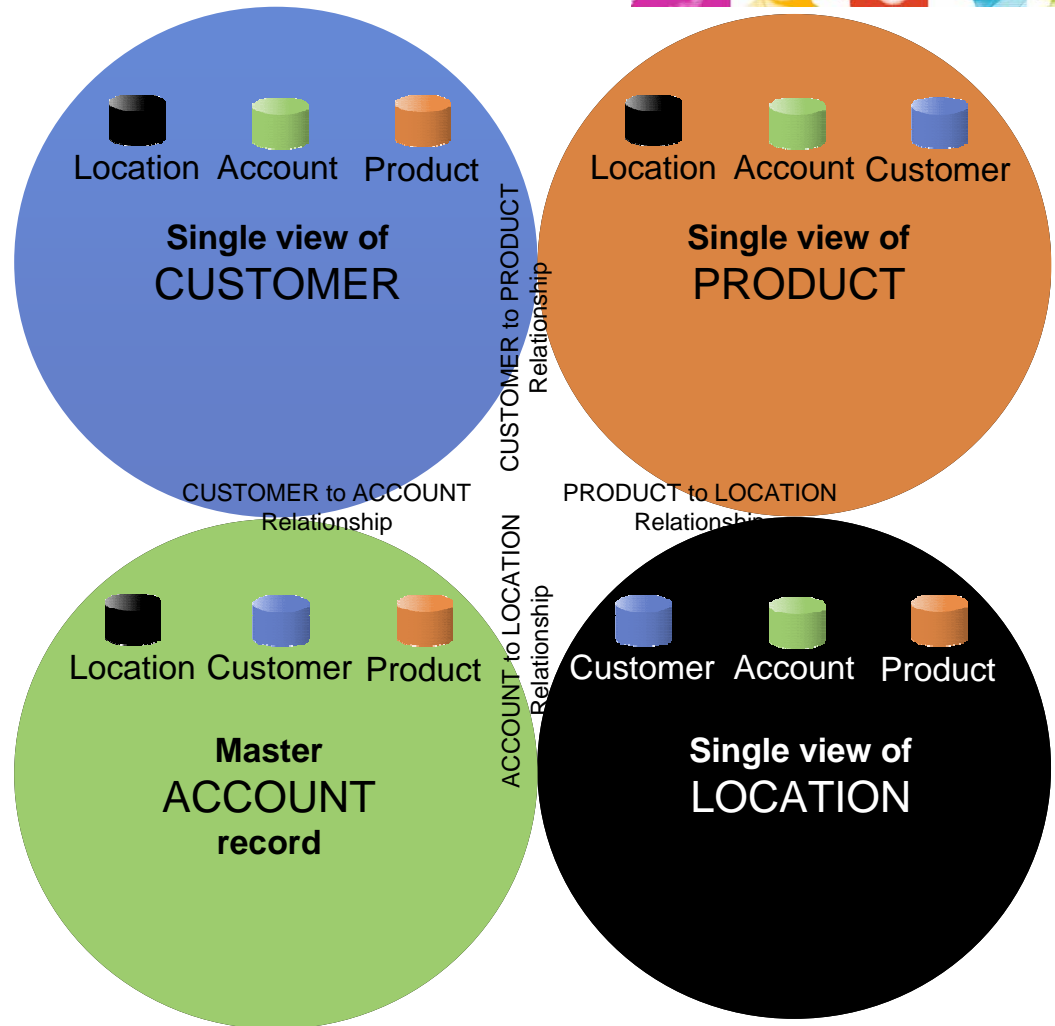 Location Account Product
Single view of
CUSTOMER
Location Account Customer
Single view of
PRODUCT
CUSTOMER to PRODUCT
Relationship
CUSTOMER to ACCOUNT
Relationship
PRODUCT to LOCATION
Relationship
ACCOUNT to LOCATION
Relationship
Location Customer Product
Master
ACCOUNT
record
Customer Account Product
Single view of
LOCATION